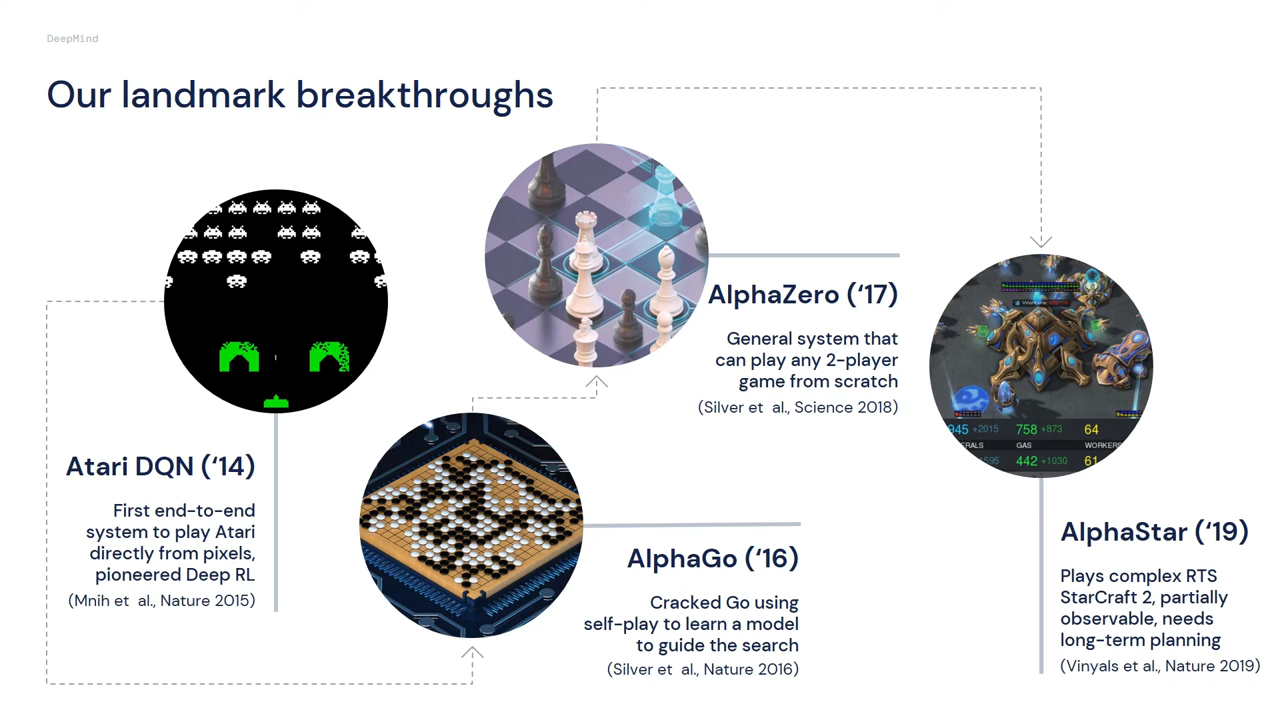 DeepMind
Our landmark breakthroughs
Atari DQN (‘14)
First end-to-end
system to play Atari
directly from pixels,
pioneered Deep RL
(Mnih et  al., Nature 2015)
AlphaGo (‘16)
Cracked Go using
self-play to learn a model
to guide the search
(Silver et  al., Nature 2016)
AlphaZero (‘17)
General system that
can play any 2-player
game from scratch
(Silver et  al., Science 2018)
945 +2015 758 +873 64
ERALS GAS WORKERS
1595 442 +1030 61
AlphaStar (‘19)
Plays complex RTS
StarCraft 2, partially
observable, needs
long-term planning
(Vinyals et al., Nature 2019)